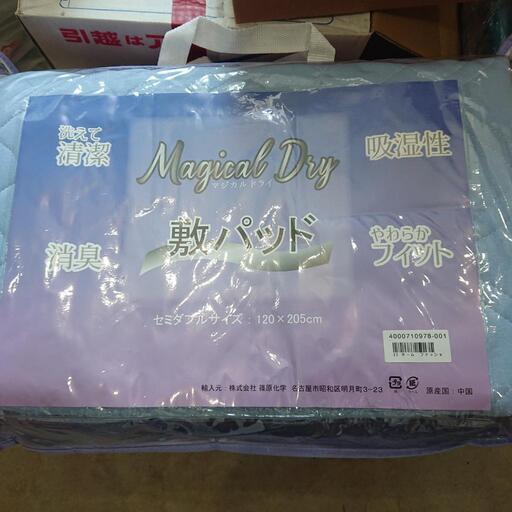 引越はア
洗えて
清潔
Magical Dry
マジカルドライ
吸湿性
消臭
敷パッド
やわらか
フィット
セミダブルサイズ：120×205cm
4000710978-001
輸入元：株式会社 篠原化学 名古屋市昭和区明月町3-23
原産国：中国